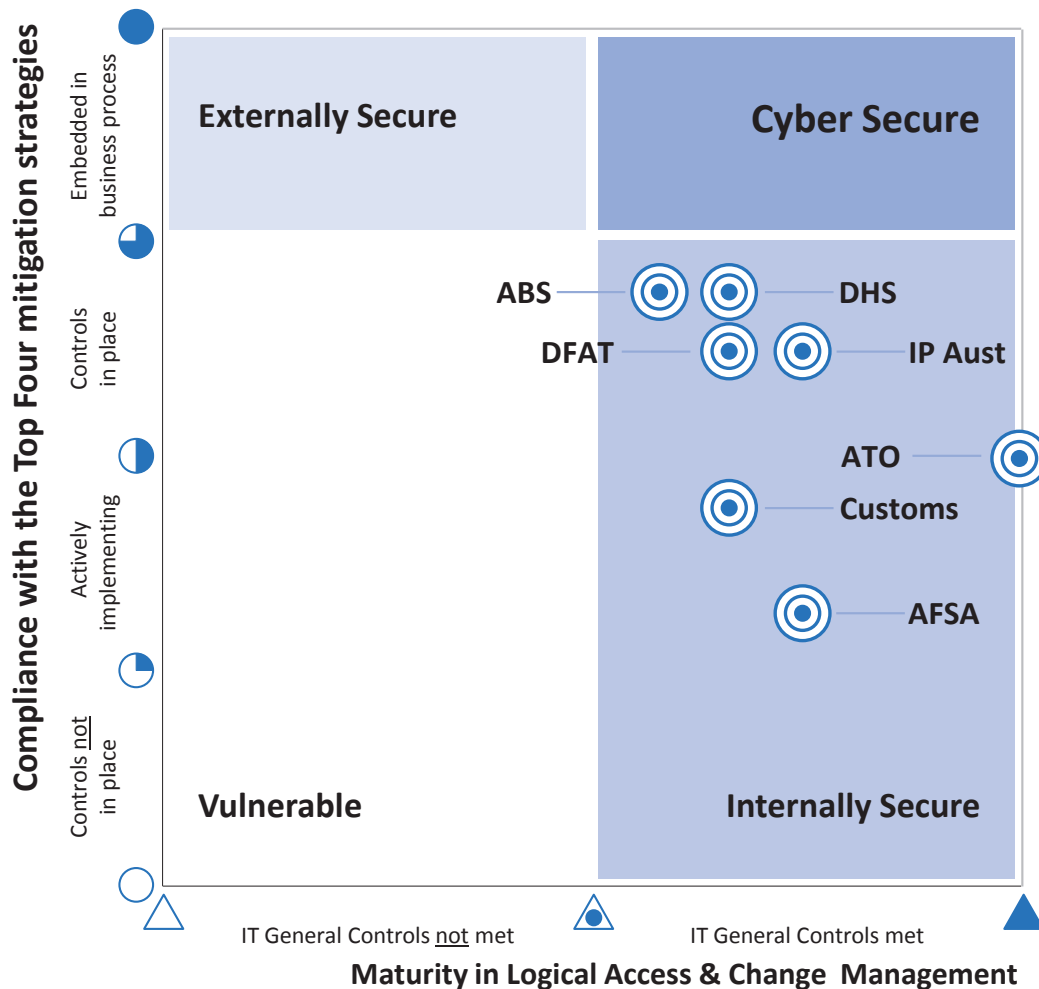 Compliance with the Top Four mitigation strategies
Embedded in
business process
Controls
in place
Actively
implementing
Controls not
in place
Externally Secure
Cyber Secure
ABS
DHS
DFAT
IP Aust
ATO
Customs
AFSA
Vulnerable
Internally Secure
IT General Controls not met
IT General Controls met
Maturity in Logical Access & Change Management